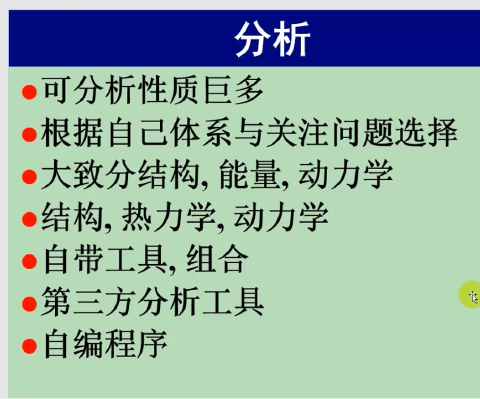 分析
可分析性质巨多
根据自己体系与关注问题选择
大致分结构, 能量, 动力学
结构, 热力学, 动力学
自带工具, 组合
第三方分析工具
自编程序